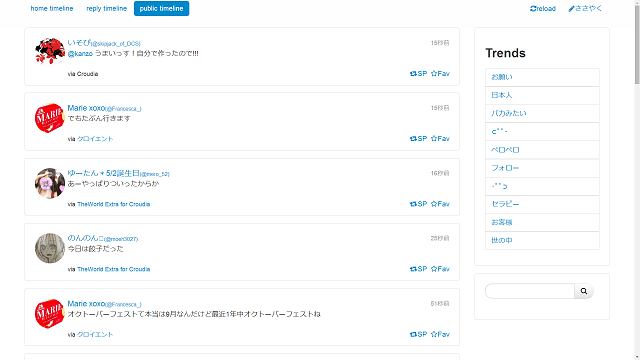 home timeline reply timeline public timeline reload ささやく
いそび(@skipjack_of_DCS) 15秒前
@kanzo うまいっす！自分で作ったので!!!
via Croudia SP Fav
Marie xoxo(@Francesca_) 16秒前
でもたぶん行きます
via クロイエント SP Fav
ゆーたん＊5/2誕生日(@mero_52) 16秒前
あーやっぱりついったからか
via TheWorld Extra for Croudia SP Fav
のんのん□(@mosh3027) 25秒前
今日は餃子だった
via TheWorld Extra for Croudia SP Fav
Marie xoxo(@Francesca_) 51秒前
オクトーバーフェストて本当は9月なんだけど最近1年中オクトーバーフェストね
via クロイエント SP Fav
Trends
お願い
日本人
バカみたい
⊂˚˚-
ペロペロ
フォロー
-˚˚⊃
セラピー
お客様
世の中